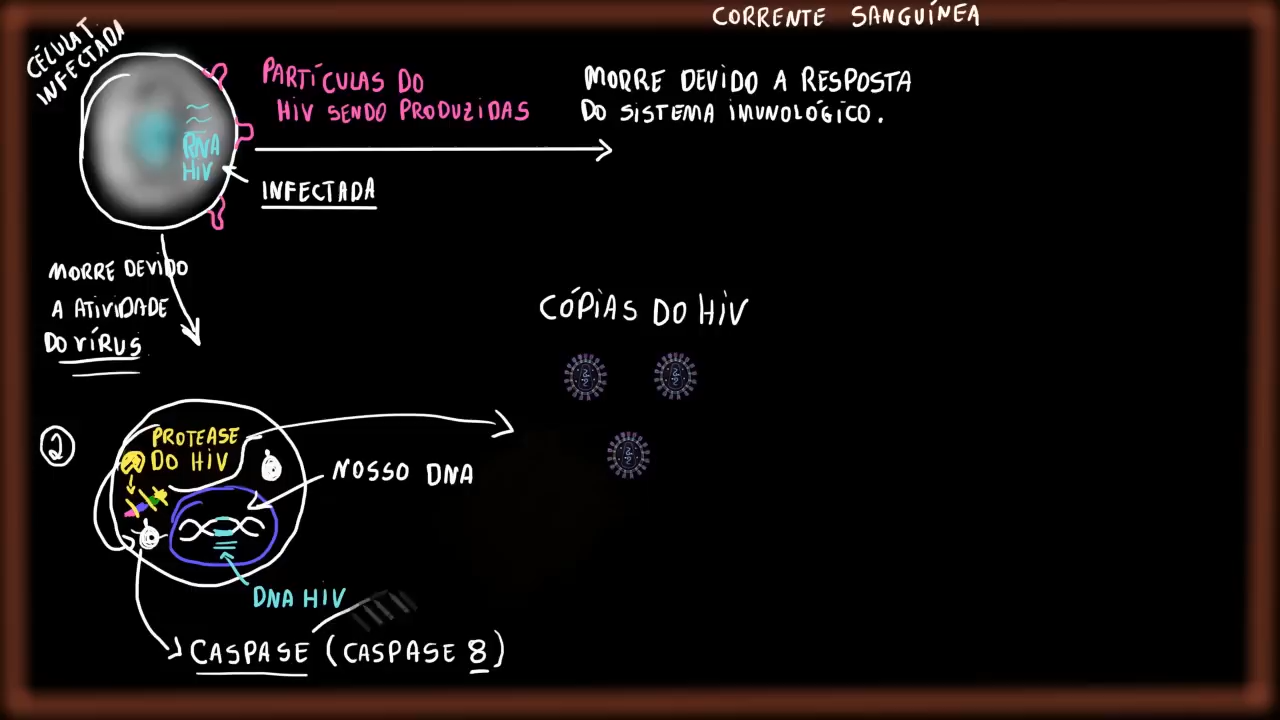 CORRENTE SANGUÍNEA
CÉLULA T
INFECTADA
PARTÍCULAS DO
HIV SENDO PRODUZIDAS
MORRE DEVIDO A RESPOSTA
DO SISTEMA IMUNOLÓGICO.
RNA
HIV
INFECTADA
MORRE DEVIDO
A ATIVIDADE
DO VÍRUS
CÓPIAS DO HIV
2
PROTEASE
DO HIV
NOSSO DNA
DNA HIV
CASPASE (CASPASE 8)